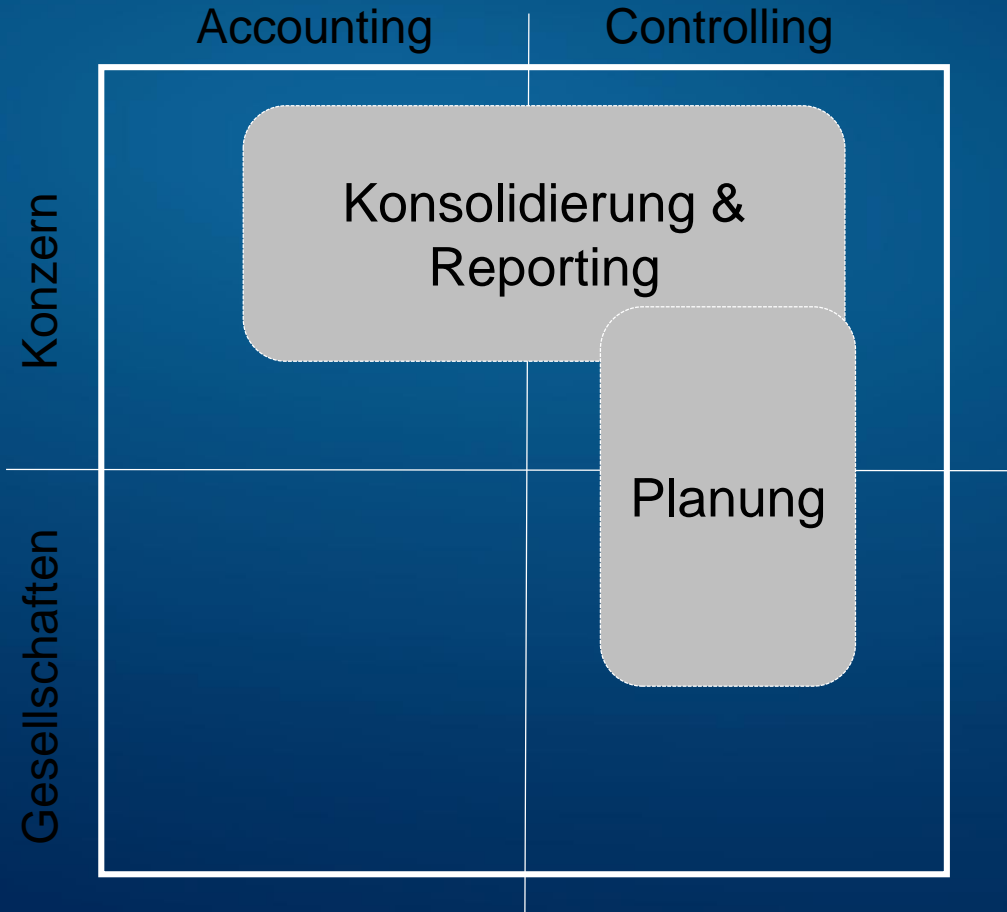 Accounting
Controlling
Konzern
Konsolidierung &
Reporting
Planung
Gesellschaften